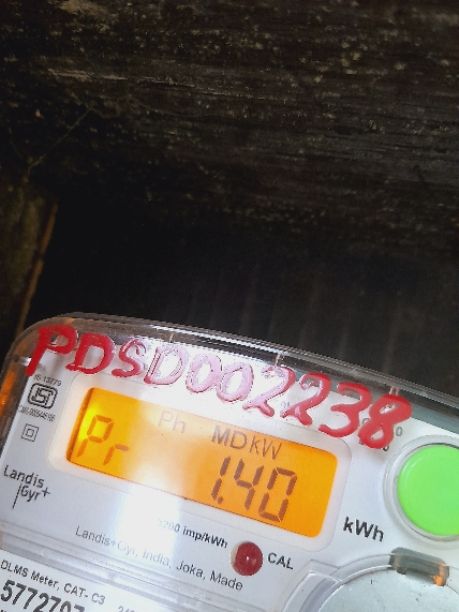 PDSD002238
Ph MD kW
Pr 1.40
kWh
Landis
Gyr+
3200 imp/kWh
CAL
Landis+Gyr, India, Joka, Made
DLMS Meter, CAT- C3